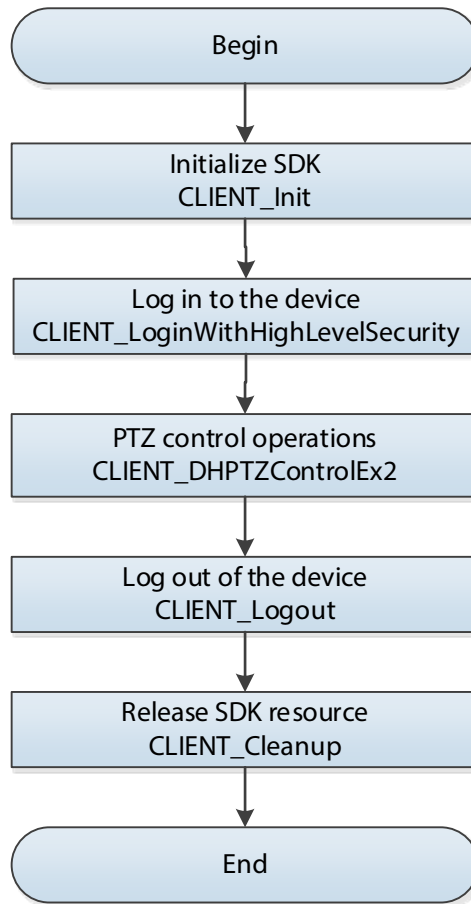 Begin
Initialize SDK
CLIENT_Init
Log in to the device
CLIENT_LoginWithHighLevelSecurity
PTZ control operations
CLIENT_DHPTZControlEx2
Log out of the device
CLIENT_Logout
Release SDK resource
CLIENT_Cleanup
End